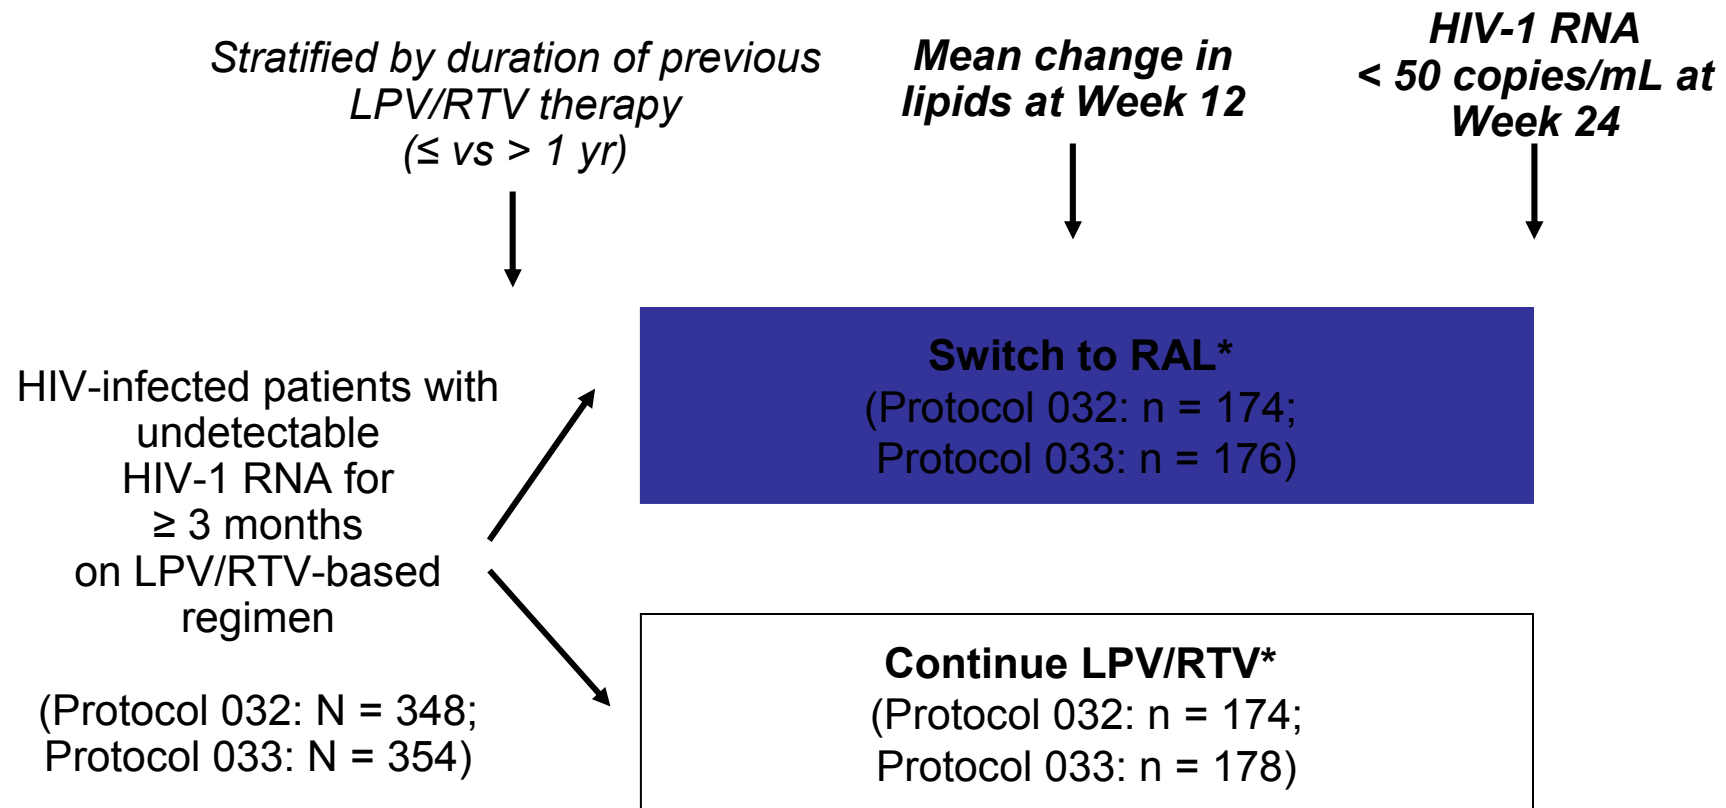 Stratified by duration of previous
LPV/RTV therapy
(≤ vs > 1 yr)
Mean change in
lipids at Week 12
HIV-1 RNA
< 50 copies/mL at
Week 24
HIV-infected patients with
undetectable
HIV-1 RNA for
≥ 3 months
on LPV/RTV-based
regimen
(Protocol 032: N = 348;
Protocol 033: N = 354)
Switch to RAL*
(Protocol 032: n = 174;
Protocol 033: n = 176)
Continue LPV/RTV*
(Protocol 032: n = 174;
Protocol 033: n = 178)